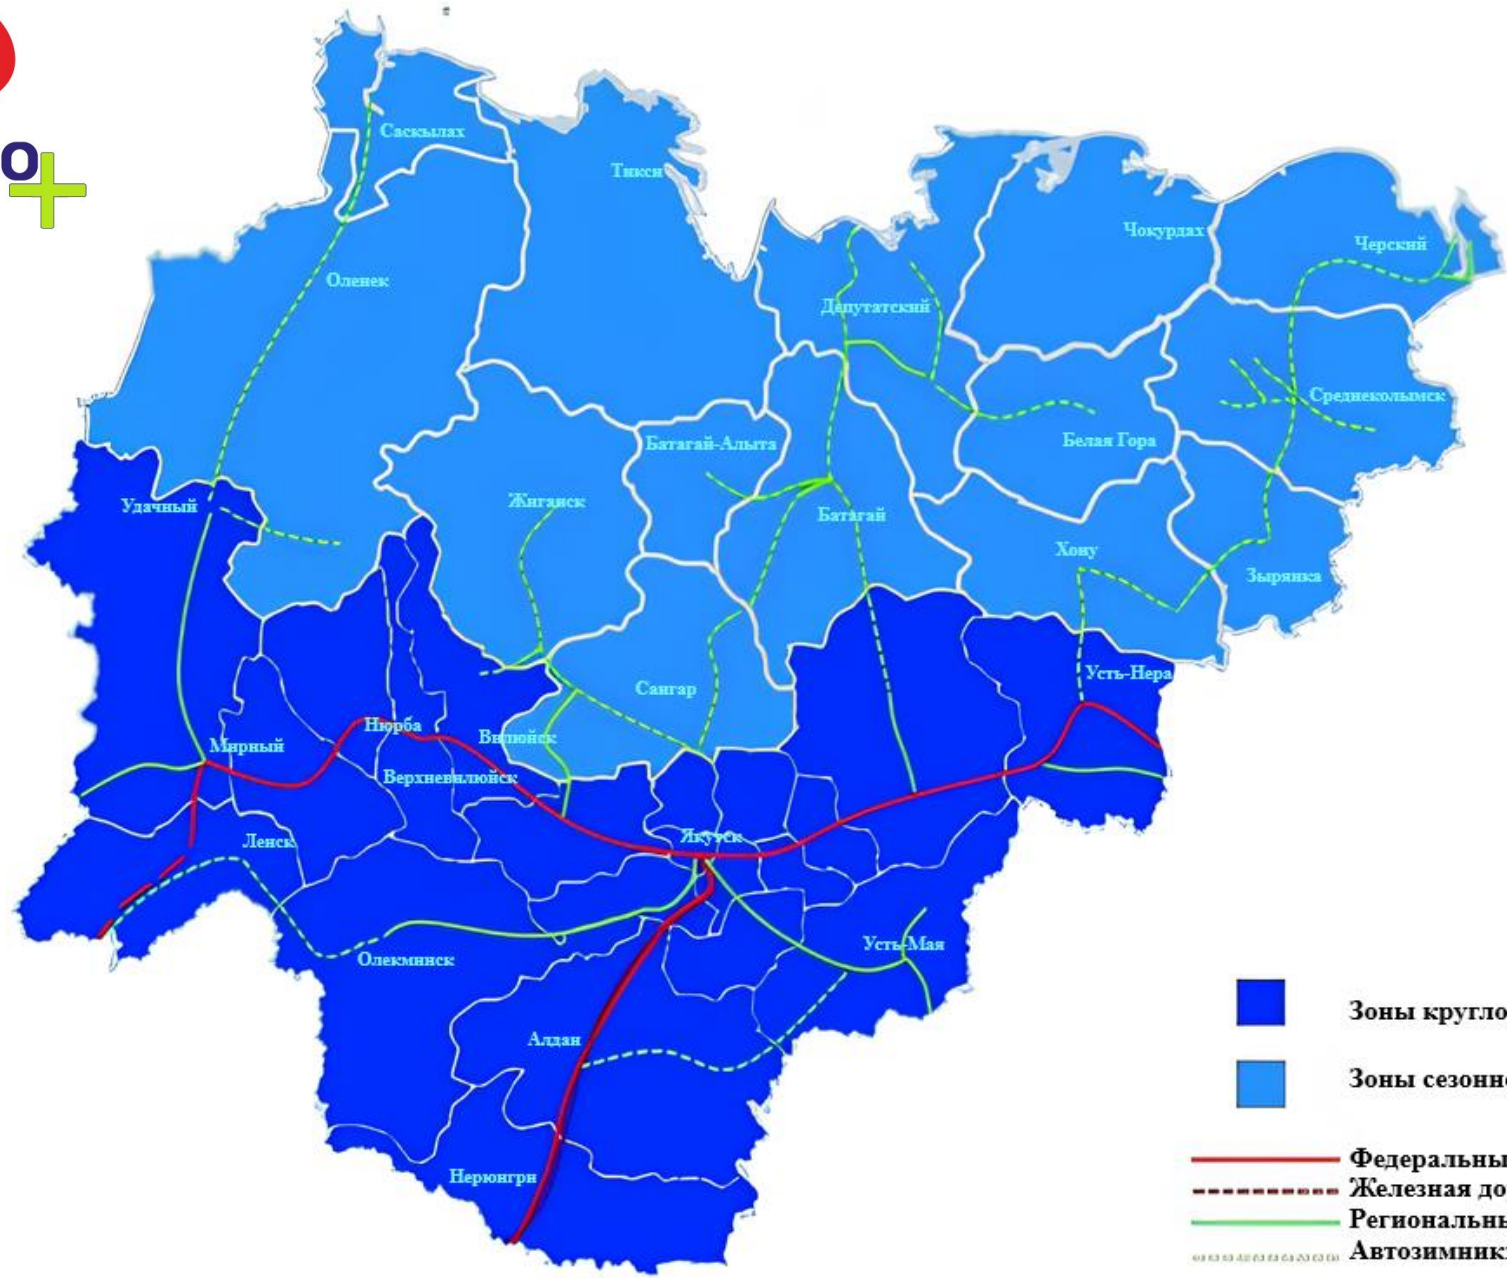 о
Саскылах
Тикси
Оленек
Чокурдах
Черский
Депутатский
Среднеколымск
Белая Гора
Батагай-Алыта
Жиганск
Удачный
Батагай
Хону
Зырянка
Сангар
Усть-Нера
Нюрба
Вилюйск
Мирный
Верхневилюйск
Якутск
Ленск
Усть-Мая
Олекминск
Алдан
Нерюнгри
Зоны кругло
Зоны сезонн
Федеральны
Железная до
Региональны
Автозимник